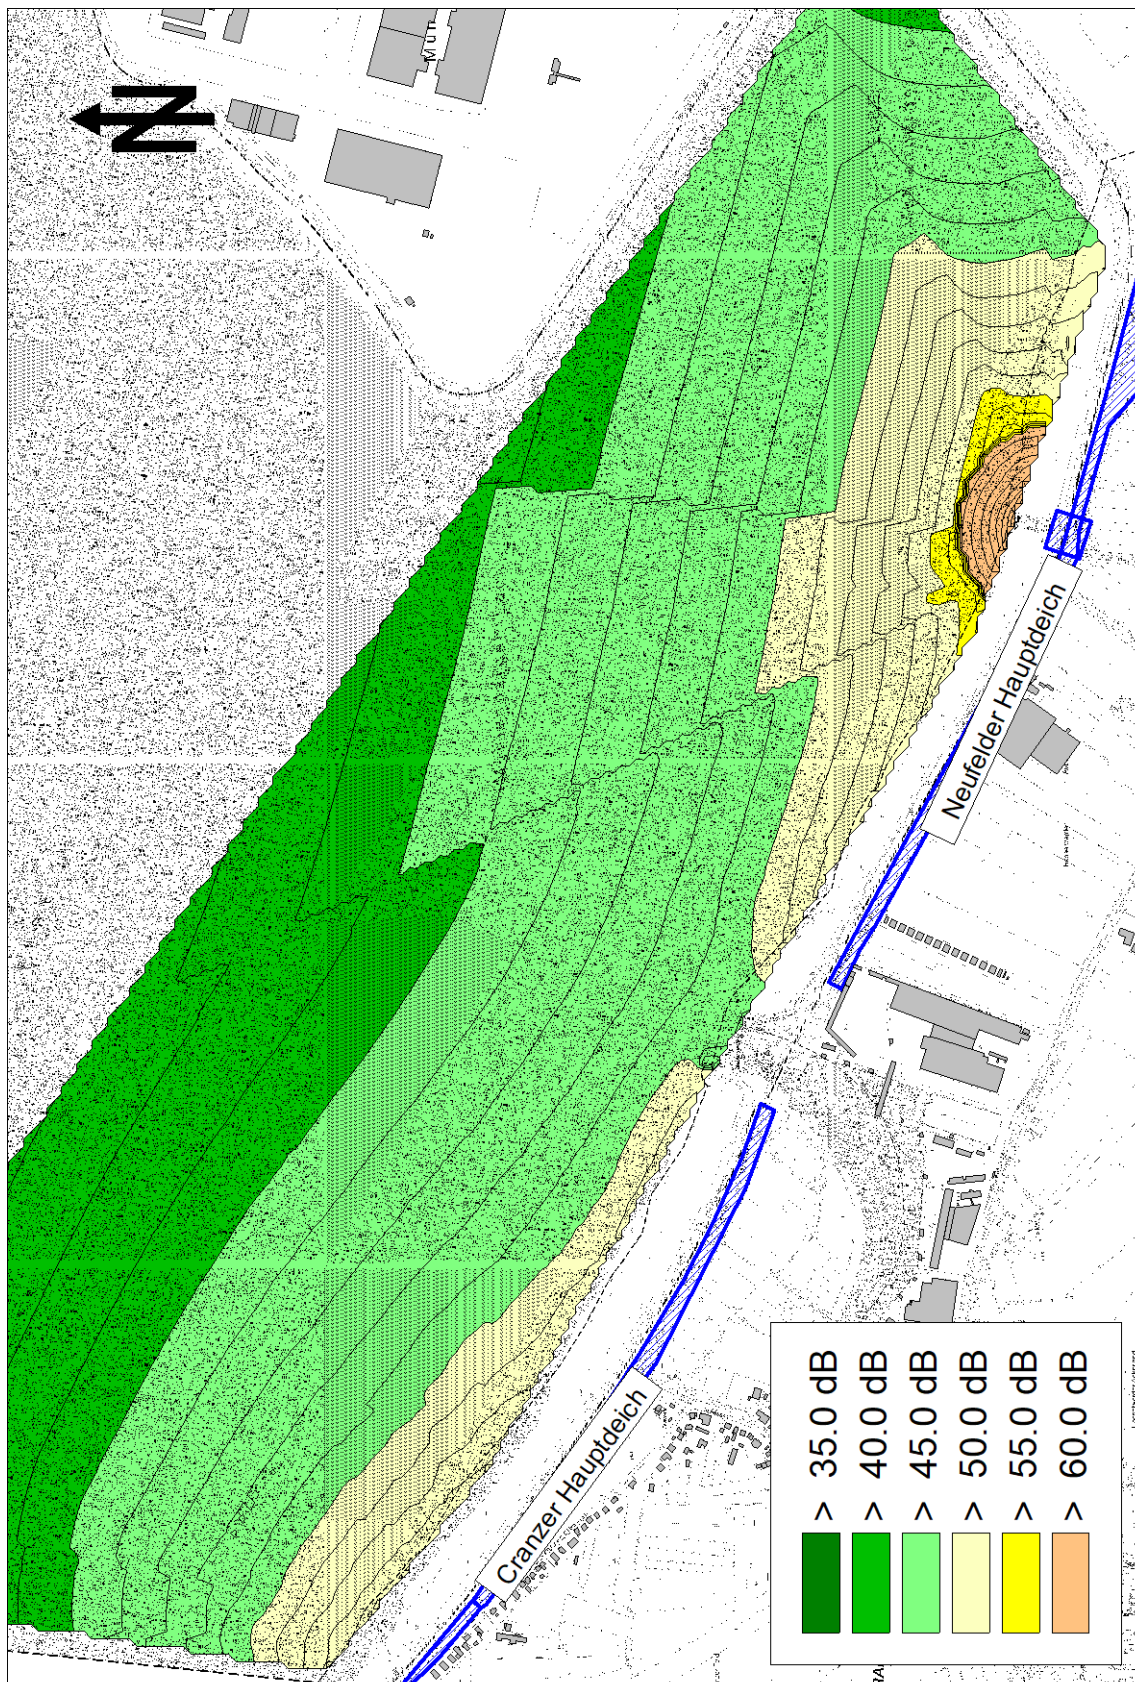 N
Mün
Neufelder Hauptdeich
Cranzer Hauptdeich
> 35.0 dB
> 40.0 dB
> 45.0 dB
> 50.0 dB
> 55.0 dB
> 60.0 dB